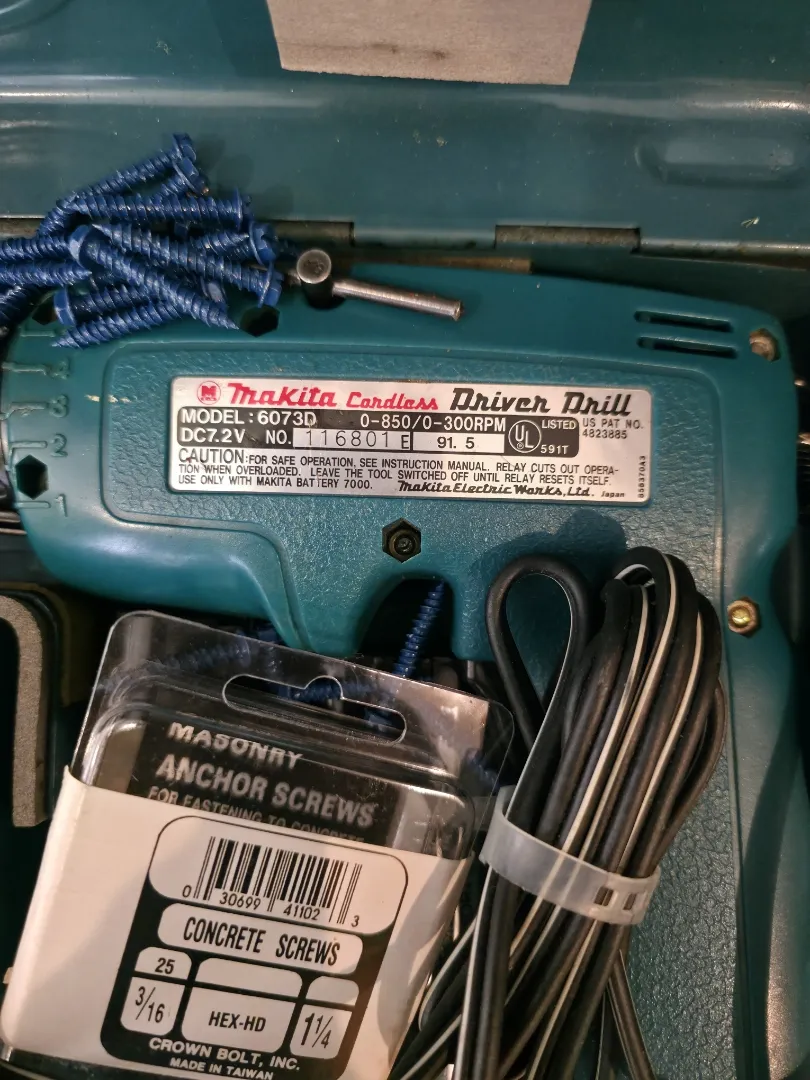 Makita Cordless Driver Drill
MODEL: 6073D 0-850/0-300RPM
DC7.2V NO. 116801 E 91. 5
UL LISTED 591T
US PAT NO.
4823885
CAUTION: FOR SAFE OPERATION, SEE INSTRUCTION MANUAL. RELAY CUTS OUT OPERA-
TION WHEN OVERLOADED. LEAVE THE TOOL SWITCHED OFF UNTIL RELAY RESETS ITSELF.
USE ONLY WITH MAKITA BATTERY 7000. Makita Electric Works, Ltd. Japan
858370A3
5
3
1
MASONRY
ANCHOR SCREWS
FOR FASTENING TO CONCRETE
0 30699 41102 3
CONCRETE SCREWS
25
3/16 HEX-HD 1 1/4
CROWN BOLT, INC.
MADE IN TAIWAN